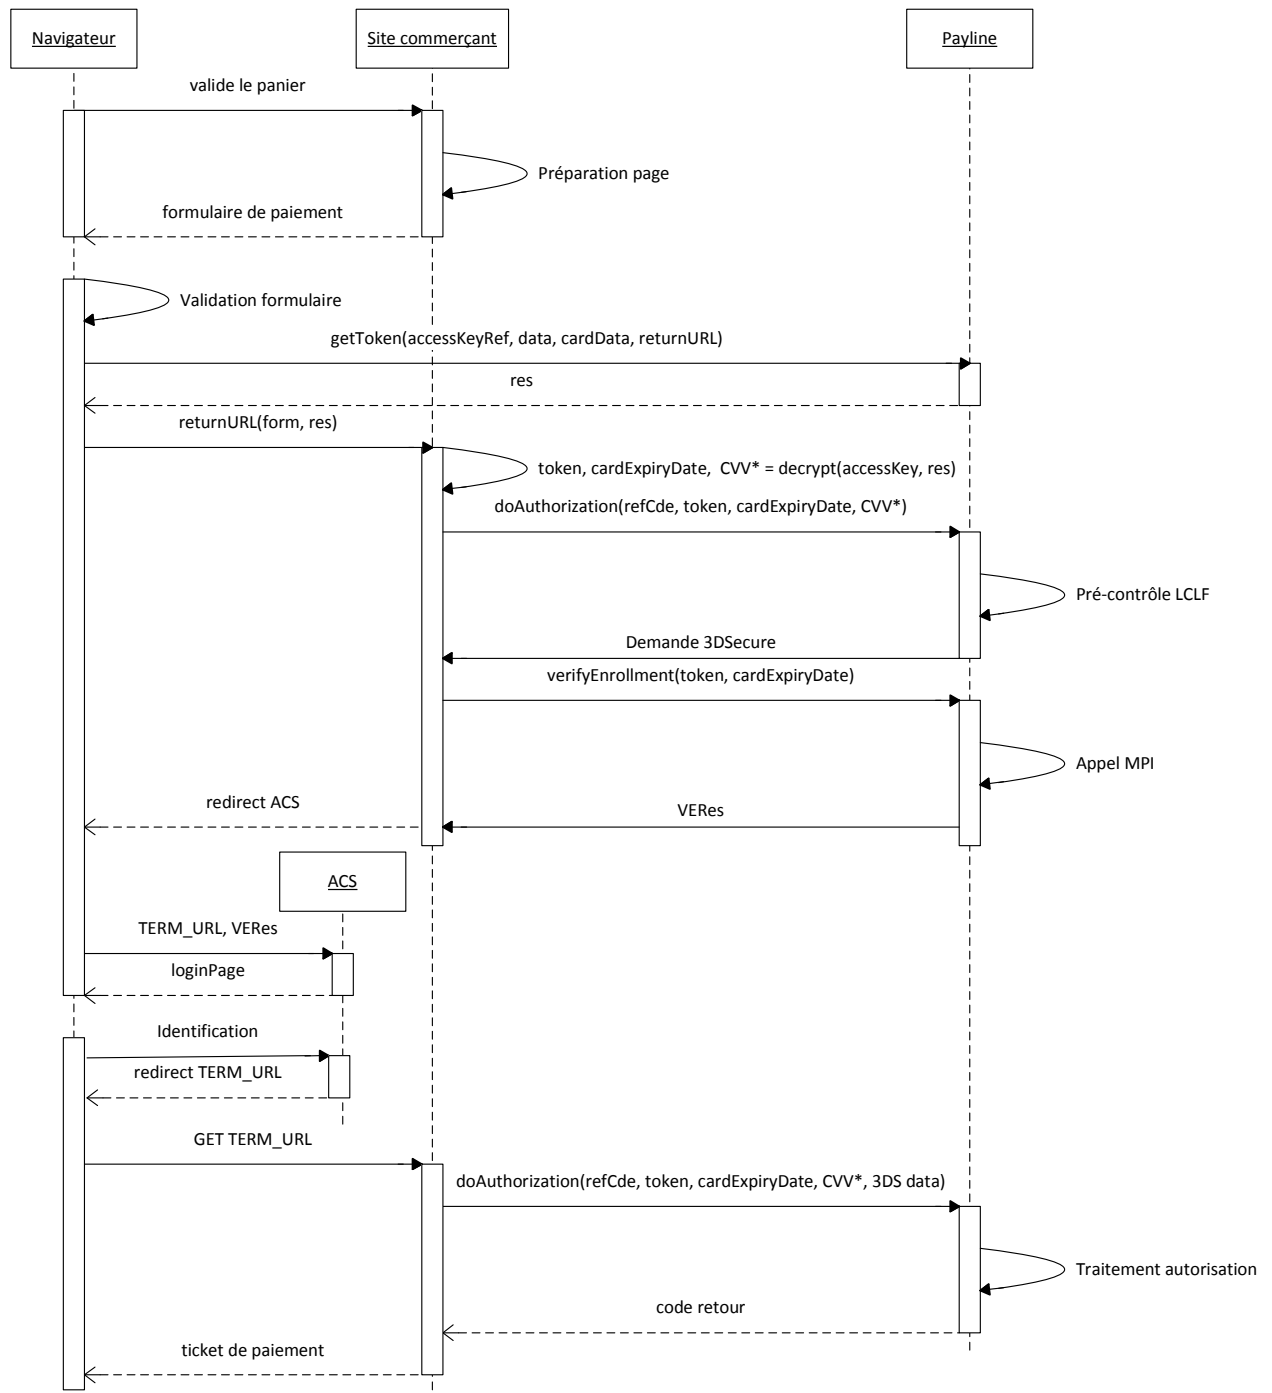 Navigateur
Site commerçant
Payline
valide le panier
Préparation page
formulaire de paiement
Validation formulaire
getToken(accessKeyRef, data, cardData, returnURL)
res
returnURL(form, res)
token, cardExpiryDate,  CVV* = decrypt(accessKey, res)
doAuthorization(refCde, token, cardExpiryDate, CVV*)
Pré-contrôle LCLF
Demande 3DSecure
verifyEnrollment(token, cardExpiryDate)
Appel MPI
redirect ACS
VERes
ACS
TERM_URL, VERes
loginPage
Identification
redirect TERM_URL
GET TERM_URL
doAuthorization(refCde, token, cardExpiryDate, CVV*, 3DS data)
Traitement autorisation
code retour
ticket de paiement